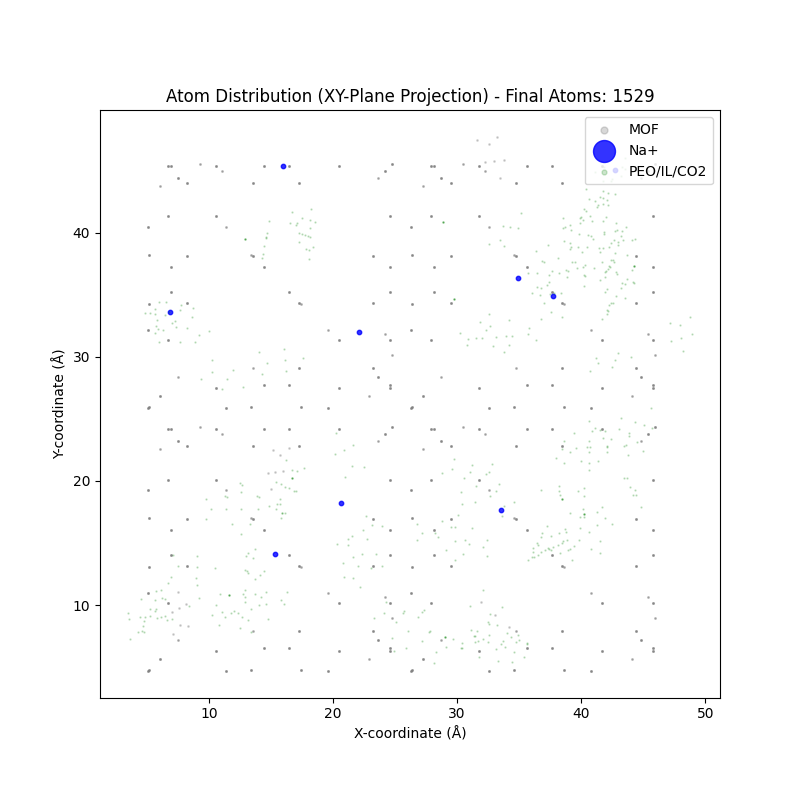 Atom Distribution (XY-Plane Projection) - Final Atoms: 1529
MOF
Na+
PEO/IL/CO2
Y-coordinate (Å)
40
30
20
10
10 20 30 40 50
X-coordinate (Å)